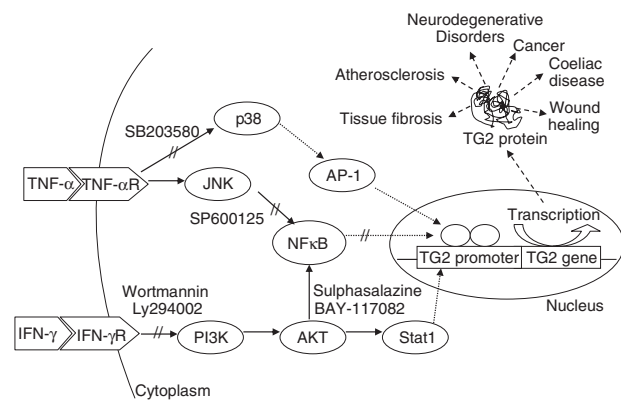 Neurodegenerative
Disorders
Cancer
Coeliac
disease
Atherosclerosis
Tissue fibrosis
Wound
healing
TG2 protein
SB203580
p38
TNF-α
TNF-αR
JNK
AP-1
SP600125
NFκB
Transcription
TG2 promoter
TG2 gene
Nucleus
Wortmannin
Ly294002
Sulphasalazine
BAY-117082
IFN-γ
IFN-γR
PI3K
AKT
Stat1
Cytoplasm